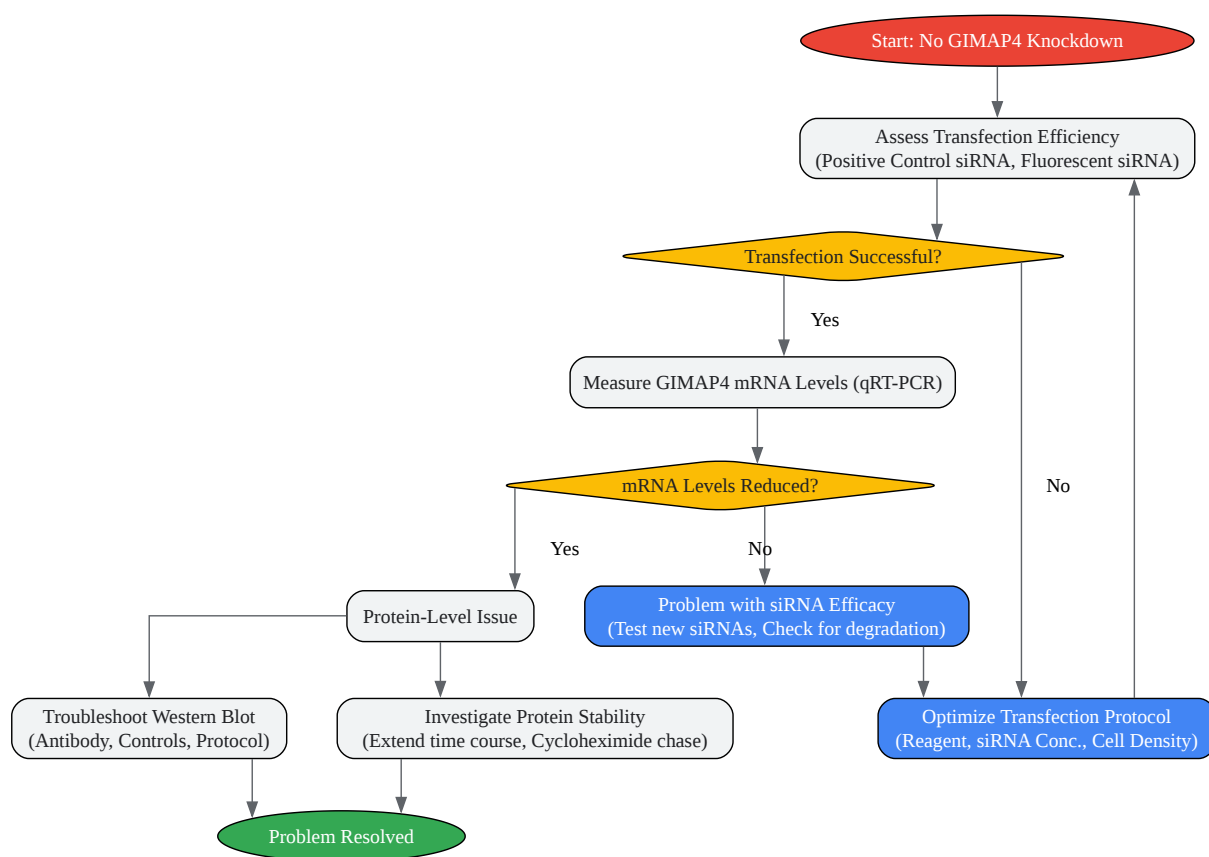 Start: No GIMAP4 Knockdown
Assess Transfection Efficiency
(Positive Control siRNA, Fluorescent siRNA)
Transfection Successful?
Yes
Measure GIMAP4 mRNA Levels (qRT-PCR)
mRNA Levels Reduced?
No
Yes
No
Problem with siRNA Efficacy
(Test new siRNAs, Check for degradation)
Protein-Level Issue
Troubleshoot Western Blot
(Antibody, Controls, Protocol)
Investigate Protein Stability
(Extend time course, Cycloheximide chase)
Optimize Transfection Protocol
(Reagent, siRNA Conc., Cell Density)
Problem Resolved